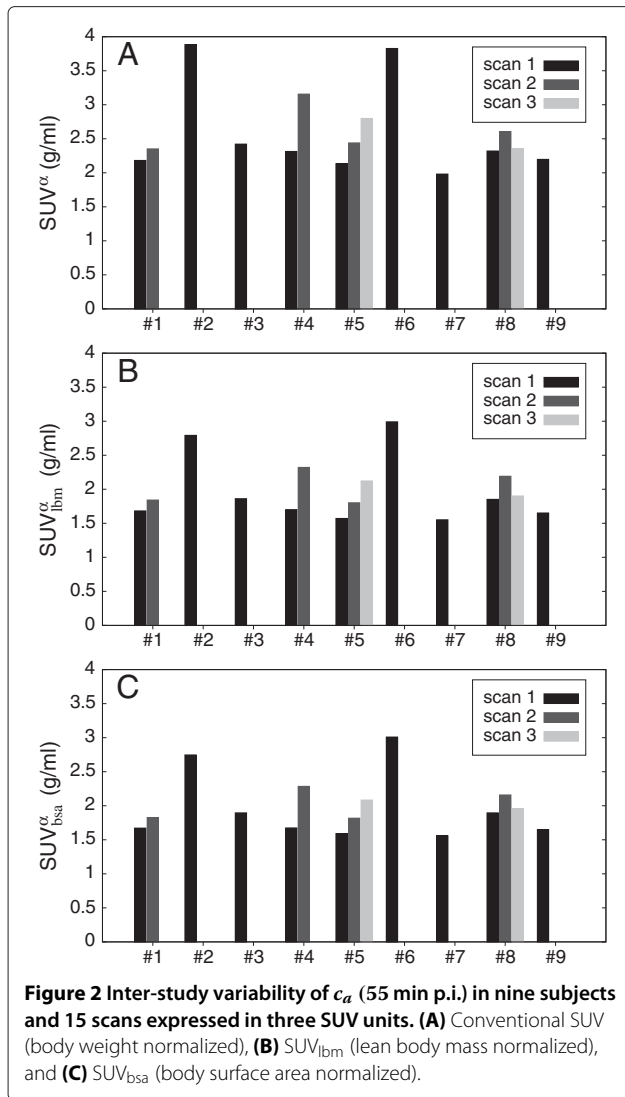 A
SUV^α (g/ml)
4
3.5
3
2.5
2
1.5
1
0.5
0
scan 1
scan 2
scan 3
#1 #2 #3 #4 #5 #6 #7 #8 #9
B
SUV^α_lbm (g/ml)
4
3.5
3
2.5
2
1.5
1
0.5
0
scan 1
scan 2
scan 3
#1 #2 #3 #4 #5 #6 #7 #8 #9
C
SUV^α_bsa (g/ml)
4
3.5
3
2.5
2
1.5
1
0.5
0
scan 1
scan 2
scan 3
#1 #2 #3 #4 #5 #6 #7 #8 #9
Figure 2 Inter-study variability of c_a (55 min p.i.) in nine subjects
and 15 scans expressed in three SUV units. (A) Conventional SUV
(body weight normalized), (B) SUV_lbm (lean body mass normalized),
and (C) SUV_bsa (body surface area normalized).